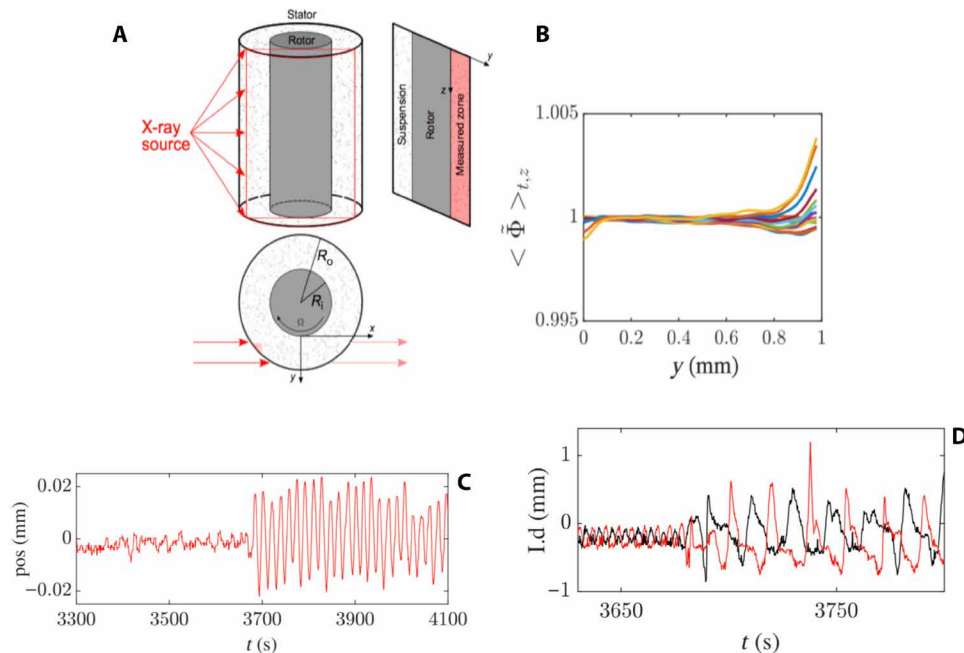 A
Stator
Rotor
X-ray
source
Suspension
Rotor
Measured zone
y
z
Rₒ
Rᵢ
Ω
x
y
B
1.005
1
0.995
< Φ̃ >t,z
0 0.2 0.4 0.6 0.8 1
y (mm)
C
0.02
0
−0.02
pos (mm)
3300 3500 3700 3900 4100
t (s)
D
1
0
−1
I.d (mm)
3650 3750
t (s)